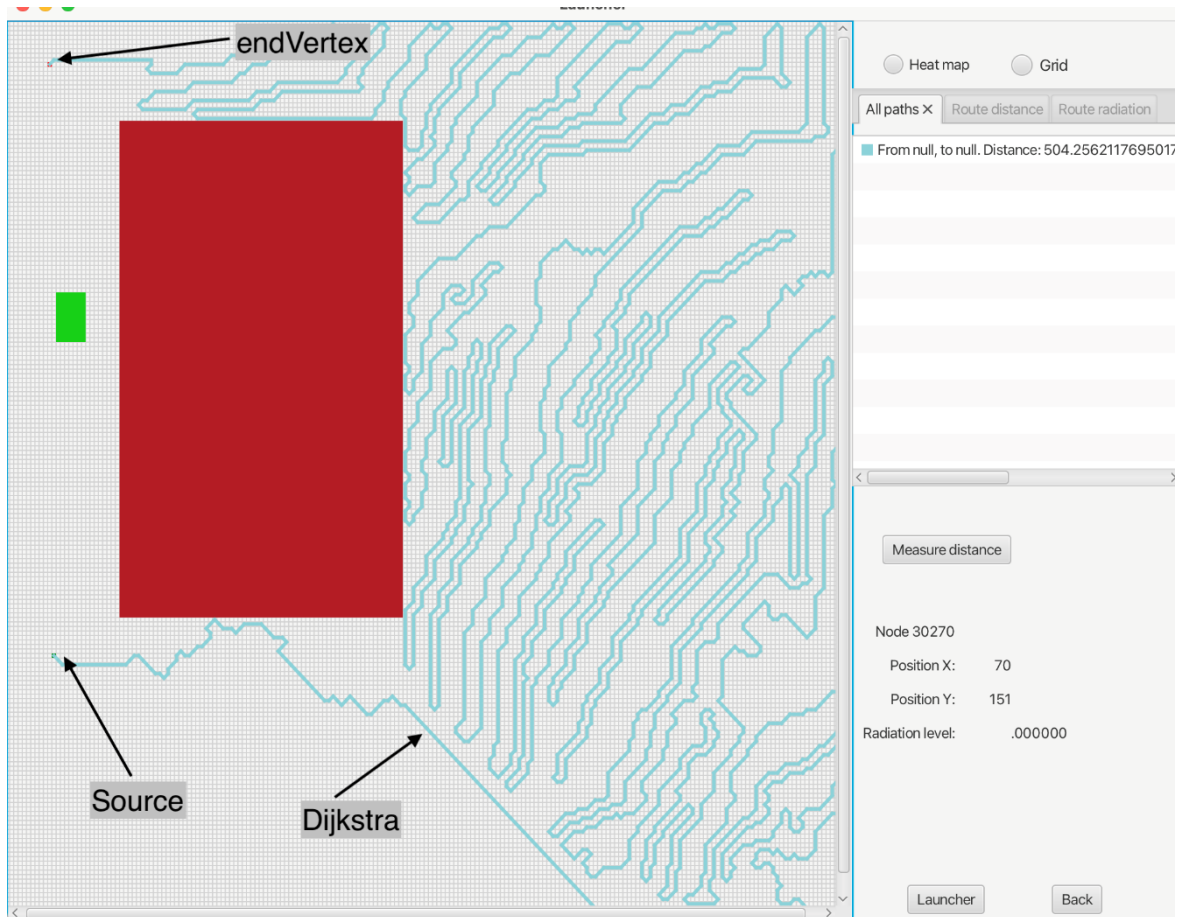 Launcher
endVertex
Heat map
Grid
All paths X
Route distance
Route radiation
From null, to null. Distance: 504.2562117695017
Measure distance
Node 30270
Position X: 70
Position Y: 151
Radiation level: .000000
Source
Dijkstra
Launcher
Back